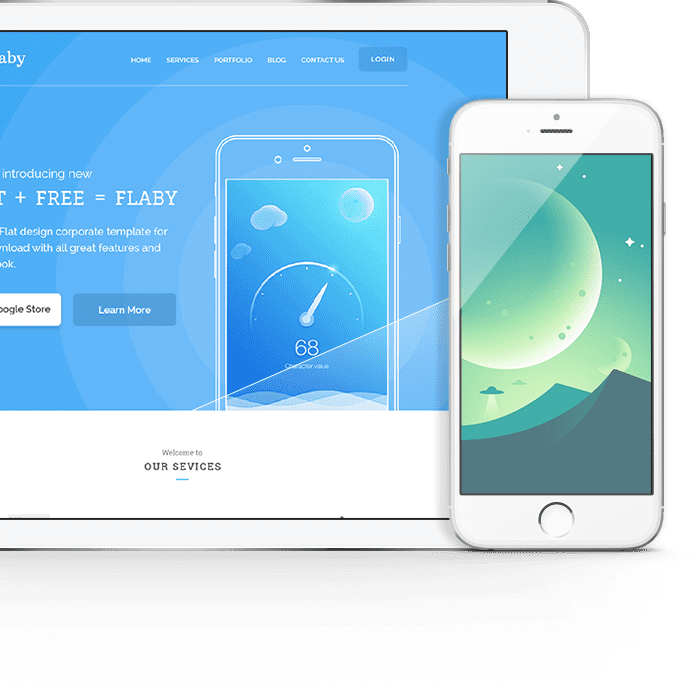 aby
HOME SERVICES PORTFOLIO BLOG CONTACT US LOGIN
introducing new
T + FREE = FLABY
Flat design corporate template for
wnload with all great features and
ook.
oogle Store
Learn More
68
Character value
Welcome to
OUR SEVICES